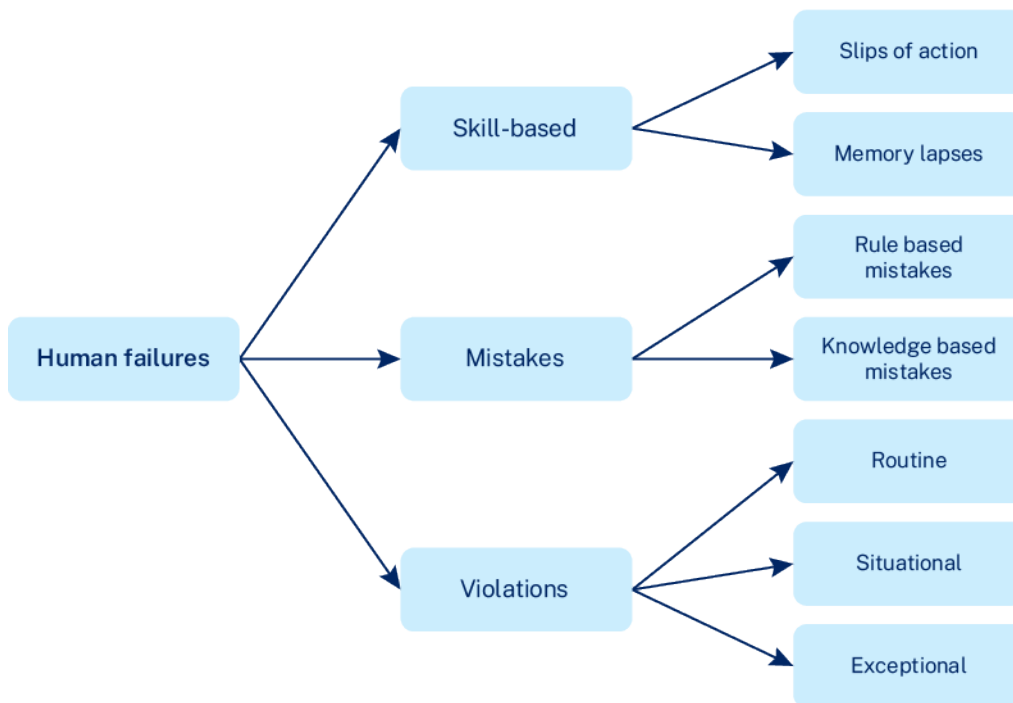 Slips of action
Skill-based
Memory lapses
Rule based
mistakes
Human failures
Mistakes
Knowledge based
mistakes
Routine
Violations
Situational
Exceptional